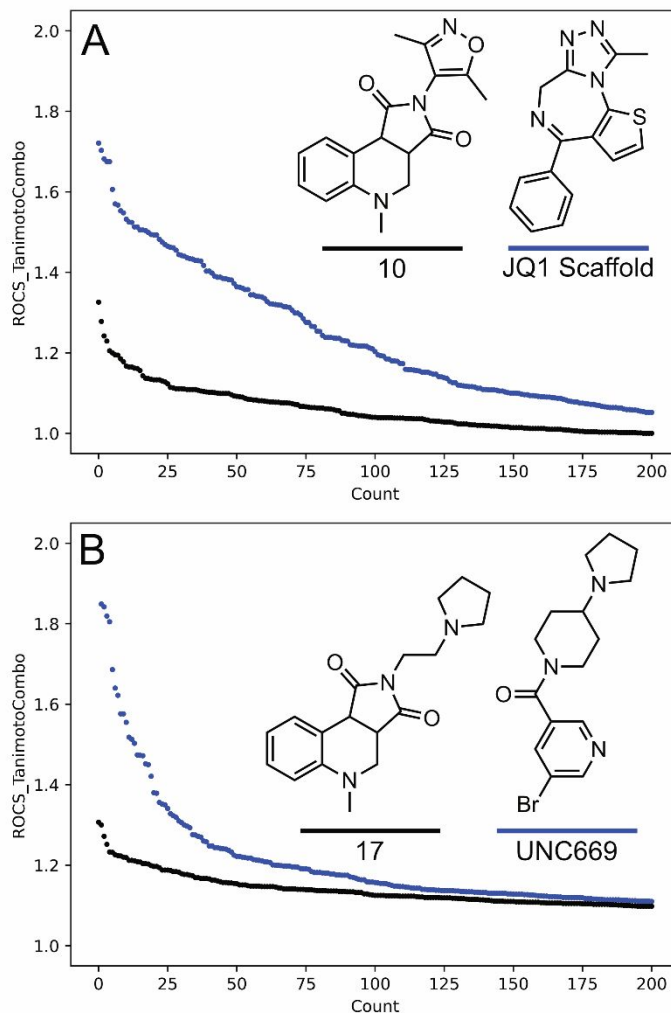 A
ROCS_TanimotoCombo
2.0
1.8
1.6
1.4
1.2
1.0
0
25
50
75
100
125
150
175
200
Count
N
O
O
N
O
N
10
N
N
N
N
S
JQ1 Scaffold
B
ROCS_TanimotoCombo
2.0
1.8
1.6
1.4
1.2
1.0
0
25
50
75
100
125
150
175
200
Count
N
O
N
O
N
17
N
N
O
N
Br
UNC669